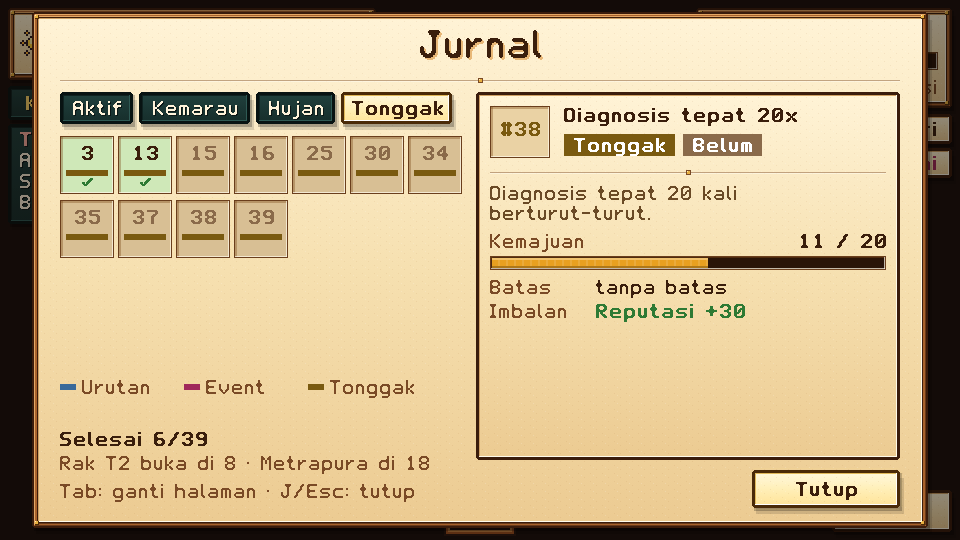 Jurnal
Aktif Kemarau Hujan Tonggak
3 13 15 16 25 30 34
35 37 38 39
Urutan Event Tonggak
Selesai 6/39
Rak T2 buka di 8 · Metrapura di 18
Tab: ganti halaman · J/Esc: tutup
#38 Diagnosis tepat 20x
Tonggak Belum
Diagnosis tepat 20 kali
berturut-turut.
Kemajuan 11 / 20
Batas tanpa batas
Imbalan Reputasi +30
Tutup